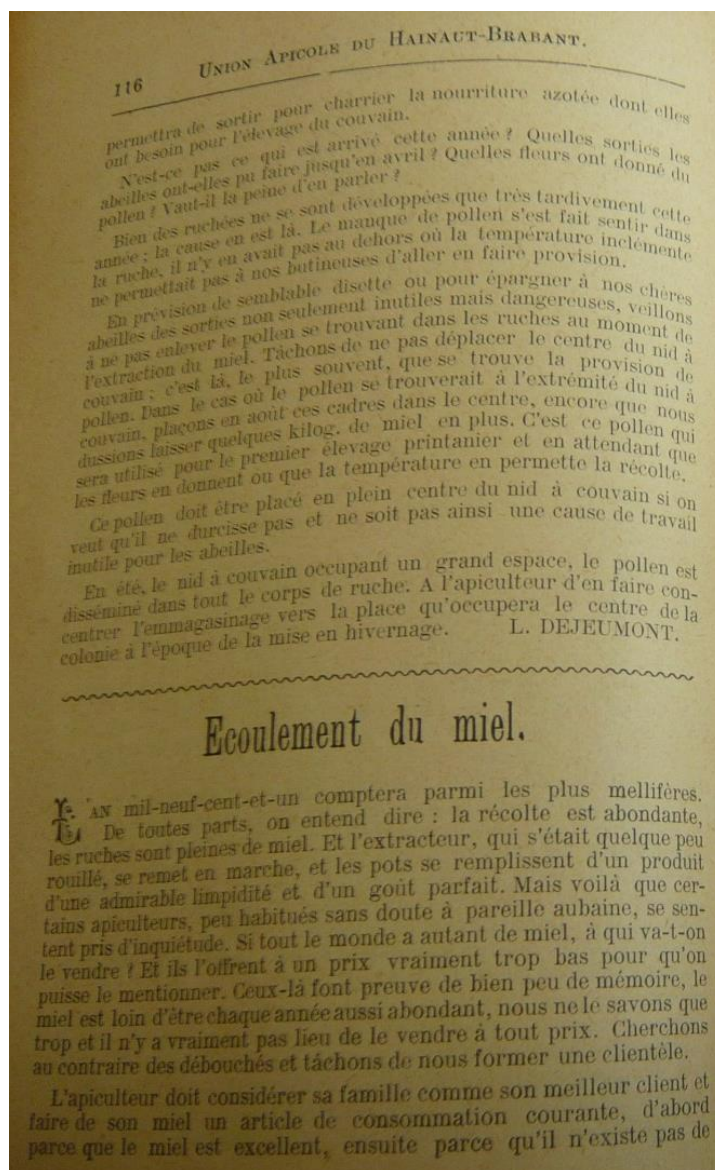 116 UNION APICOLE DU HAINAUT-BRABANT.
permettra de sortir pour charrier la nourriture azotée dont elles
ont besoin pour l'élevage du couvain.
N'est-ce pas ce qui est arrivé cette année ? Quelles sorties les
abeilles ont-elles pu faire jusqu'en avril ? Quelles fleurs ont donné du
pollen ? Vaut-il la peine d'en parler ?
Bien des ruchées ne se sont développées que très tardivement cette
année ; la cause en est là. Le manque de pollen s'est fait sentir dans
la ruche, il n'y en avait pas au dehors où la température inclémente
ne permettait pas à nos butineuses d'aller en faire provision.
En prévision de semblable disette ou pour épargner à nos chères
abeilles des sorties non seulement inutiles mais dangereuses, veillons
à ne pas enlever le pollen se trouvant dans les ruches au moment de
l'extraction du miel. Tâchons de ne pas déplacer le centre du nid à
couvain ; c'est là, le plus souvent, que se trouve la provision de
pollen. Dans le cas où le pollen se trouverait à l'extrémité du nid à
couvain, plaçons en août ces cadres dans le centre, encore que nous
dussions laisser quelques kilog. de miel en plus. C'est ce pollen qui
sera utilisé pour le premier élevage printanier et en attendant que
les fleurs en donnent ou que la température en permette la récolte.
Ce pollen doit être placé en plein centre du nid à couvain si on
veut qu'il ne durcisse pas et ne soit pas ainsi une cause de travail
inutile pour les abeilles.
En été, le nid à couvain occupant un grand espace, le pollen est
disséminé dans tout le corps de ruche. A l'apiculteur d'en faire con-
centrer l'emmagasinage vers la place qu'occupera le centre de la
colonie à l'époque de la mise en hivernage. L. DEJEUMONT.
Ecoulement du miel.
L'AN mil-neuf-cent-et-un comptera parmi les plus mellifères.
De toutes parts, on entend dire : la récolte est abondante,
les ruches sont pleines de miel. Et l'extracteur, qui s'était quelque peu
rouillé, se remet en marche, et les pots se remplissent d'un produit
d'une admirable limpidité et d'un goût parfait. Mais voilà que cer-
tains apiculteurs, peu habitués sans doute à pareille aubaine, se sen-
tent pris d'inquiétude. Si tout le monde a autant de miel, à qui va-t-on
le vendre ? Et ils l'offrent à un prix vraiment trop bas pour qu'on
puisse le mentionner. Ceux-là font preuve de bien peu de mémoire, le
miel est loin d'être chaque année aussi abondant, nous ne le savons que
trop et il n'y a vraiment pas lieu de le vendre à tout prix. Cherchons
au contraire des débouchés et tâchons de nous former une clientèle.
L'apiculteur doit considérer sa famille comme son meilleur client et
faire de son miel un article de consommation courante, d'abord
parce que le miel est excellent, ensuite parce qu'il n'existe pas de